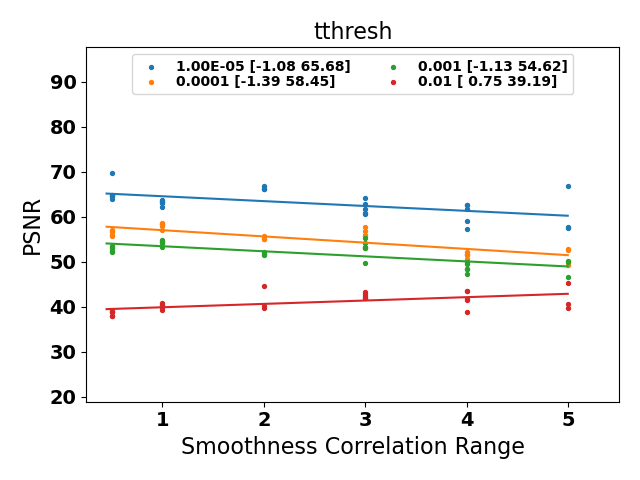 tthresh
1.00E-05 [-1.08 65.68]
0.0001 [-1.39 58.45]
0.001 [-1.13 54.62]
0.01 [ 0.75 39.19]
PSNR
90
80
70
60
50
40
30
20
1 2 3 4 5
Smoothness Correlation Range